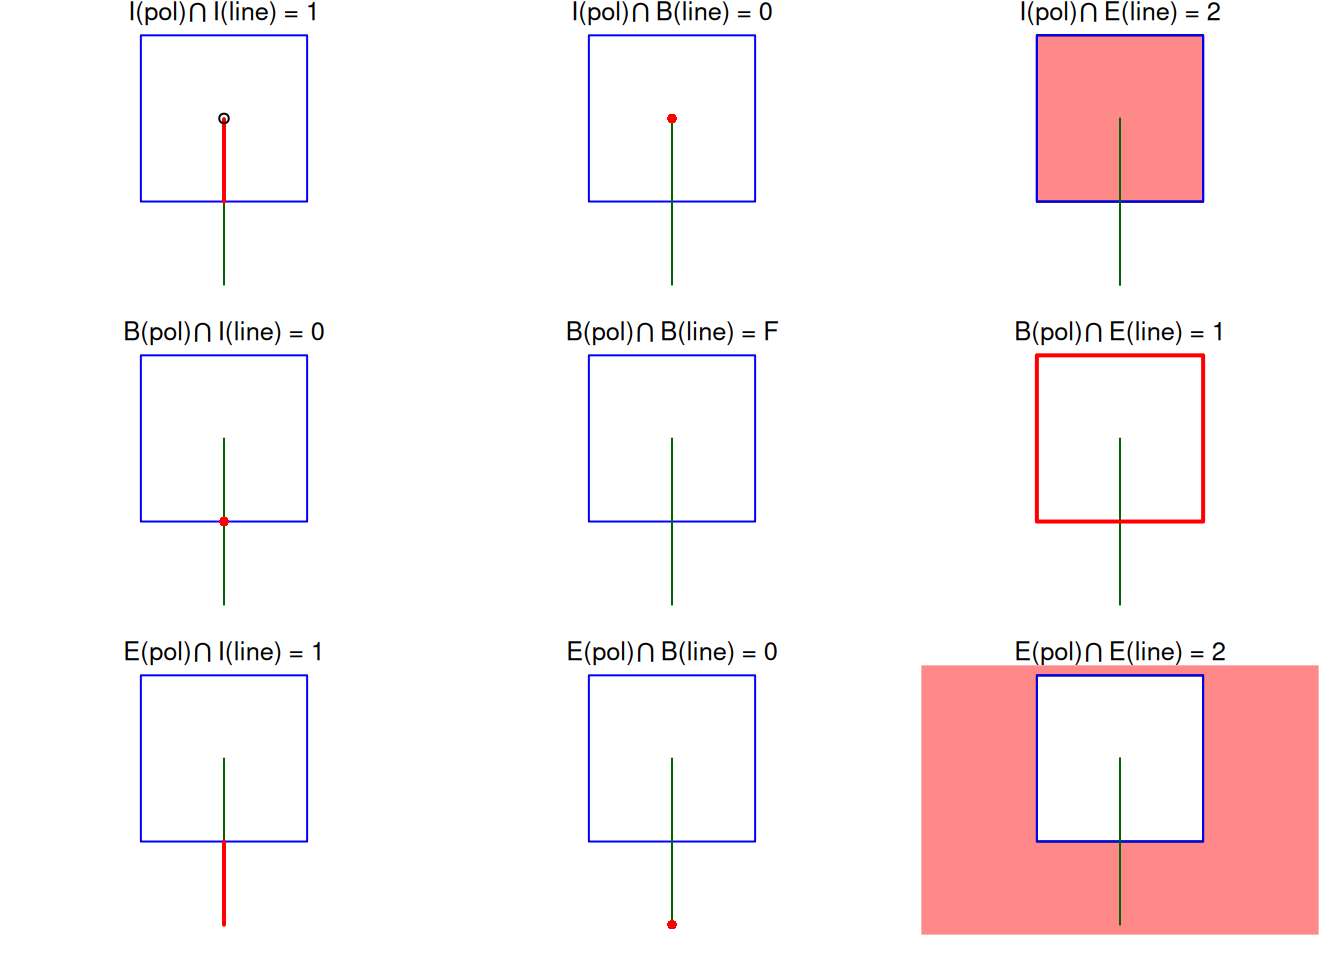 I(pol)∩ I(line) = 1
I(pol)∩ B(line) = 0
I(pol)∩ E(line) = 2
B(pol)∩ I(line) = 0
B(pol)∩ B(line) = F
B(pol)∩ E(line) = 1
E(pol)∩ I(line) = 1
E(pol)∩ B(line) = 0
E(pol)∩ E(line) = 2